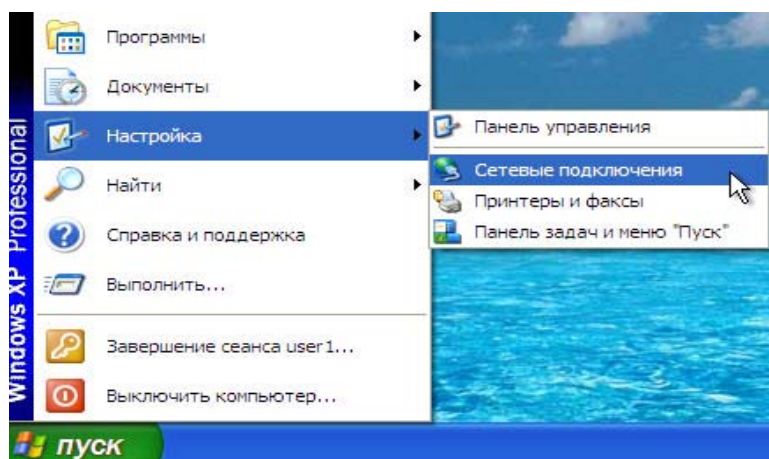 Windows XP Professional
Программы
Документы
Настройка
Найти
Справка и поддержка
Выполнить...
Завершение сеанса user1...
Выключить компьютер...
Панель управления
Сетевые подключения
Принтеры и факсы
Панель задач и меню "Пуск"
пуск